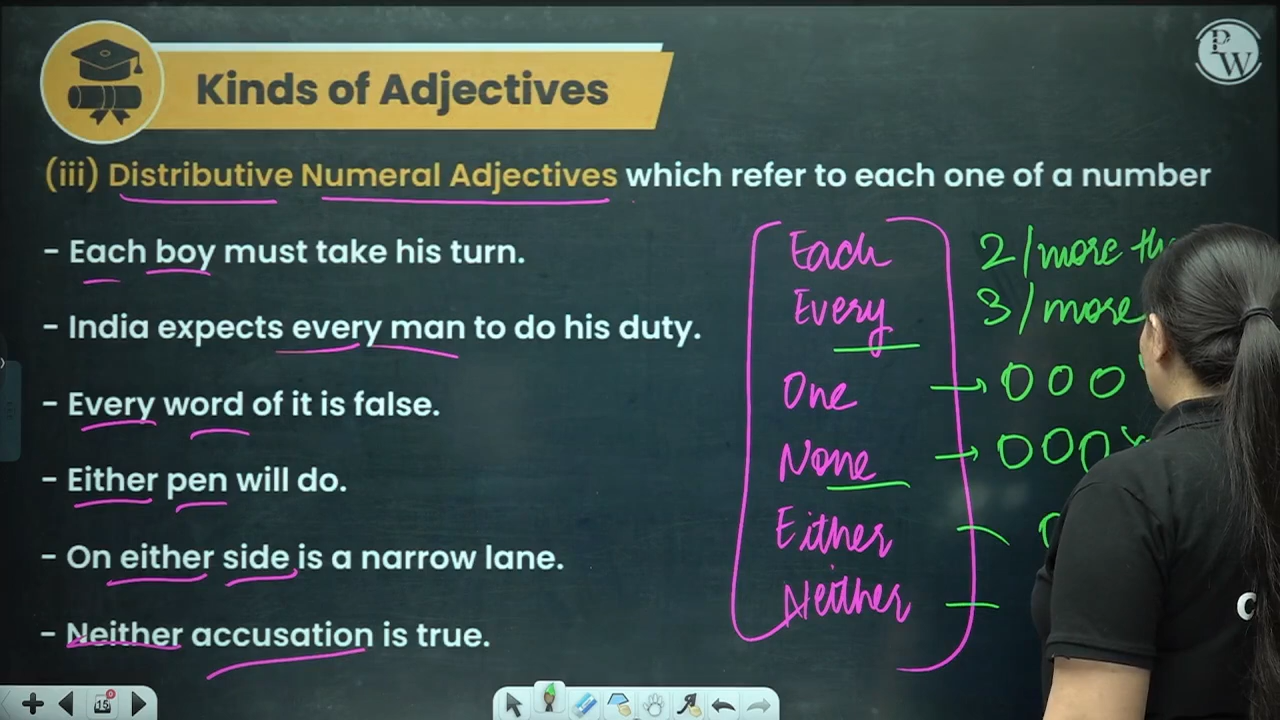 Kinds of Adjectives
PW
(iii) Distributive Numeral Adjectives which refer to each one of a number
- Each boy must take his turn.
- India expects every man to do his duty.
- Every word of it is false.
- Either pen will do.
- On either side is a narrow lane.
- Neither accusation is true.
Each 2/more
Every 3/more
One → 000
None → 000
Either
Neither
15